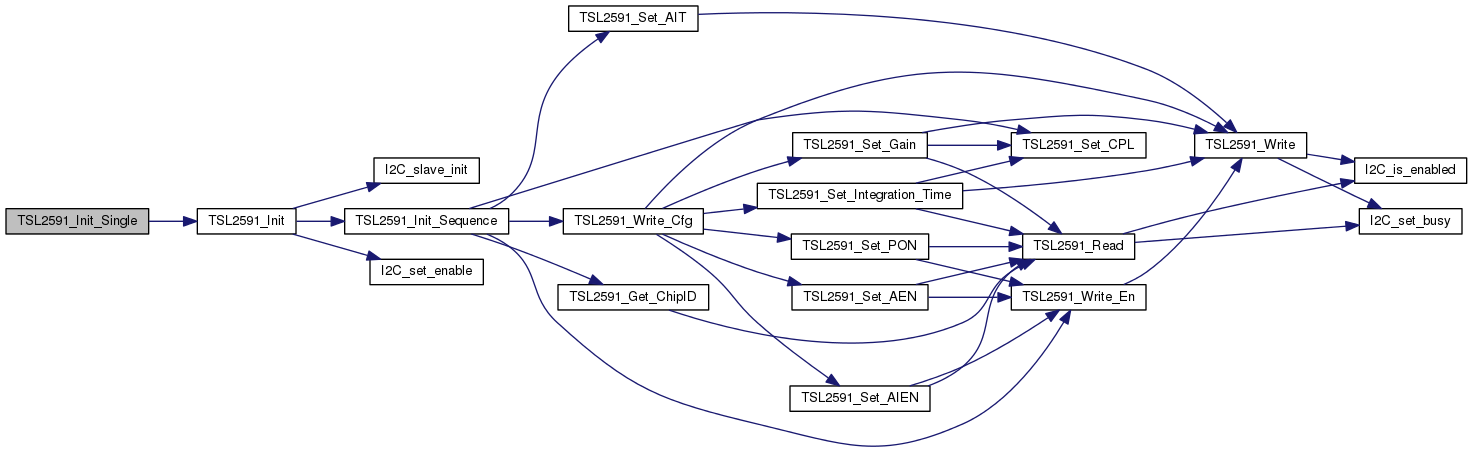 TSL2591_Init_Single
TSL2591_Init
I2C_slave_init
TSL2591_Init_Sequence
I2C_set_enable
TSL2591_Set_AIT
TSL2591_Write_Cfg
TSL2591_Get_ChipID
TSL2591_Set_Gain
TSL2591_Set_Integration_Time
TSL2591_Set_PON
TSL2591_Set_AEN
TSL2591_Set_AIEN
TSL2591_Set_CPL
TSL2591_Read
TSL2591_Write_En
TSL2591_Write
I2C_is_enabled
I2C_set_busy